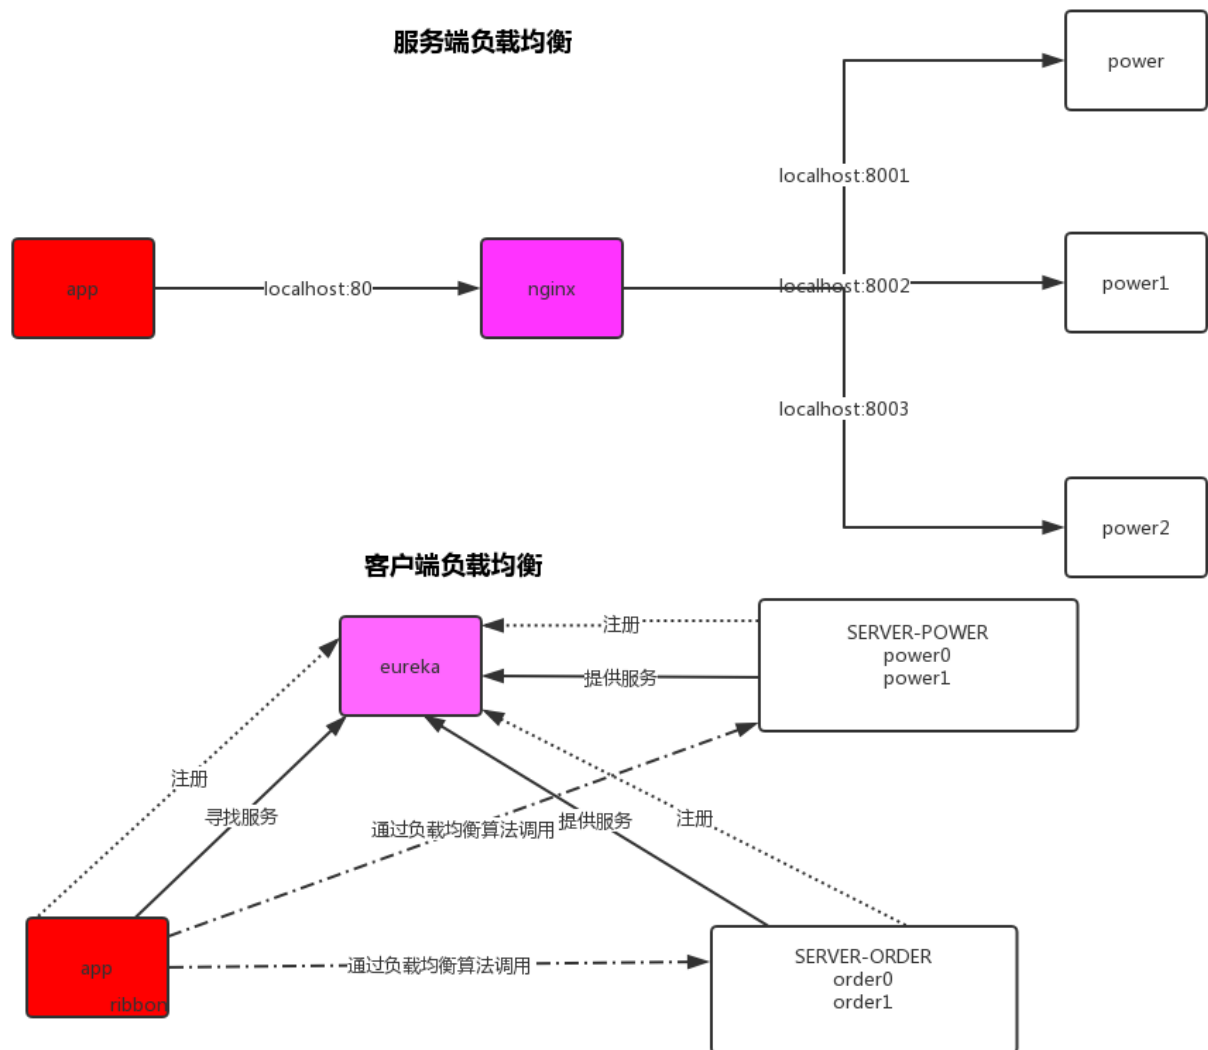 服务端负载均衡
power
localhost:8001
app
localhost:80
nginx
localhost:8002
power1
localhost:8003
power2
客户端负载均衡
eureka
注册
提供服务
SERVER-POWER
power0
power1
注册
寻找服务
通过负载均衡算法调用
提供服务
注册
app
ribbon
通过负载均衡算法调用
SERVER-ORDER
order0
order1